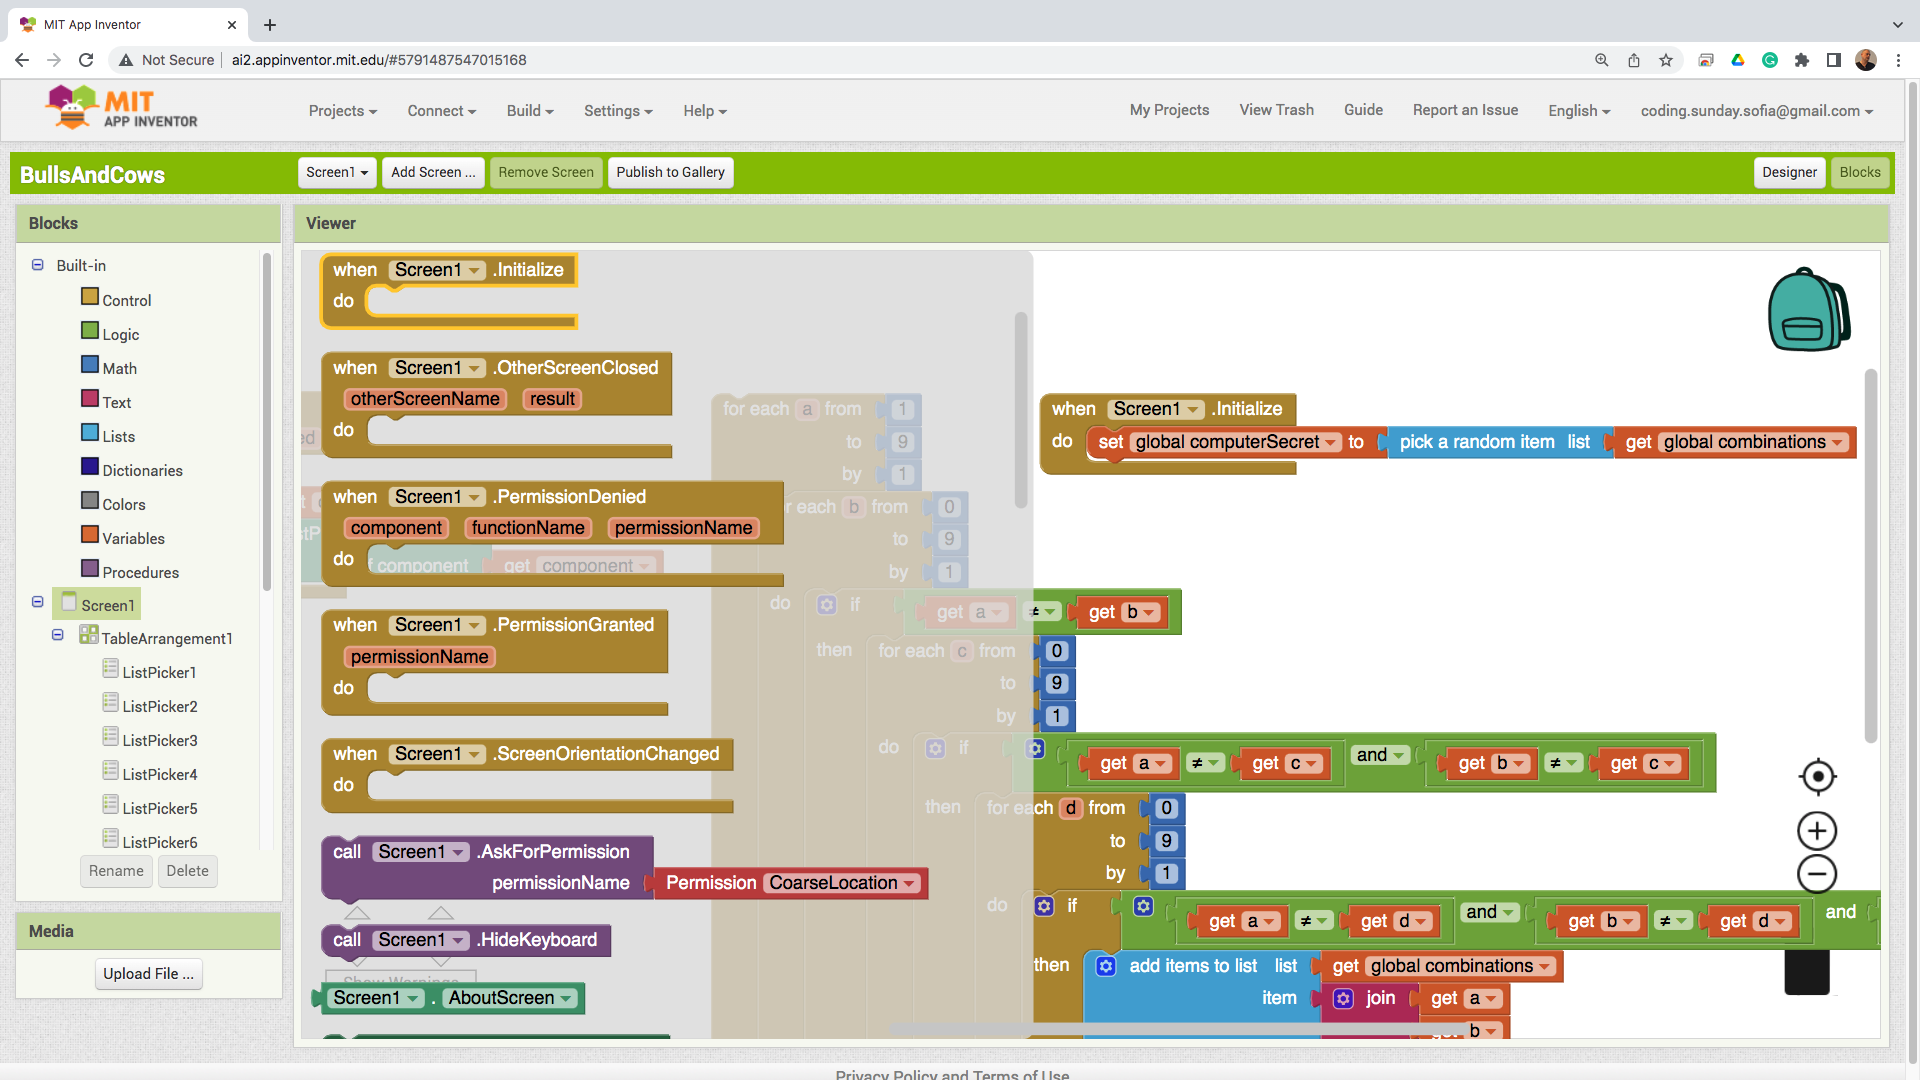 MIT App Inventor
Not Secure ai2.appinventor.mit.edu/#5791487547015168
MIT
APP INVENTOR
Projects Connect Build Settings Help My Projects View Trash Guide Report an Issue English coding.sunday.sofia@gmail.com
BullsAndCows Screen1 Add Screen ... Remove Screen Publish to Gallery Designer Blocks
Blocks
Built-in
Control
Logic
Math
Text
Lists
Dictionaries
Colors
Variables
Procedures
Screen1
TableArrangement1
ListPicker1
ListPicker2
ListPicker3
ListPicker4
ListPicker5
ListPicker6
Rename Delete
Media
Upload File ...
Viewer
when Screen1 .Initialize
do
when Screen1 .OtherScreenClosed
otherScreenName result
do
when Screen1 .PermissionDenied
component functionName permissionName
do
component get component
when Screen1 .PermissionGranted
permissionName
do
when Screen1 .ScreenOrientationChanged
do
call Screen1 .AskForPermission
permissionName Permission CoarseLocation
call Screen1 .HideKeyboard
Show Warnings
Screen1 . AboutScreen
for each a from 1
to 9
by 1
r each b from 0
to 9
by 1
do if get a ≠ get b
then for each c from 0
to 9
by 1
do if get a ≠ get c and get b ≠ get c
then for each d from 0
to 9
by 1
do if get a ≠ get d and get b ≠ get d and
then add items to list list get global combinations
item join get a
b
when Screen1 .Initialize
do set global computerSecret to pick a random item list get global combinations
Privacy Policy and Terms of Use